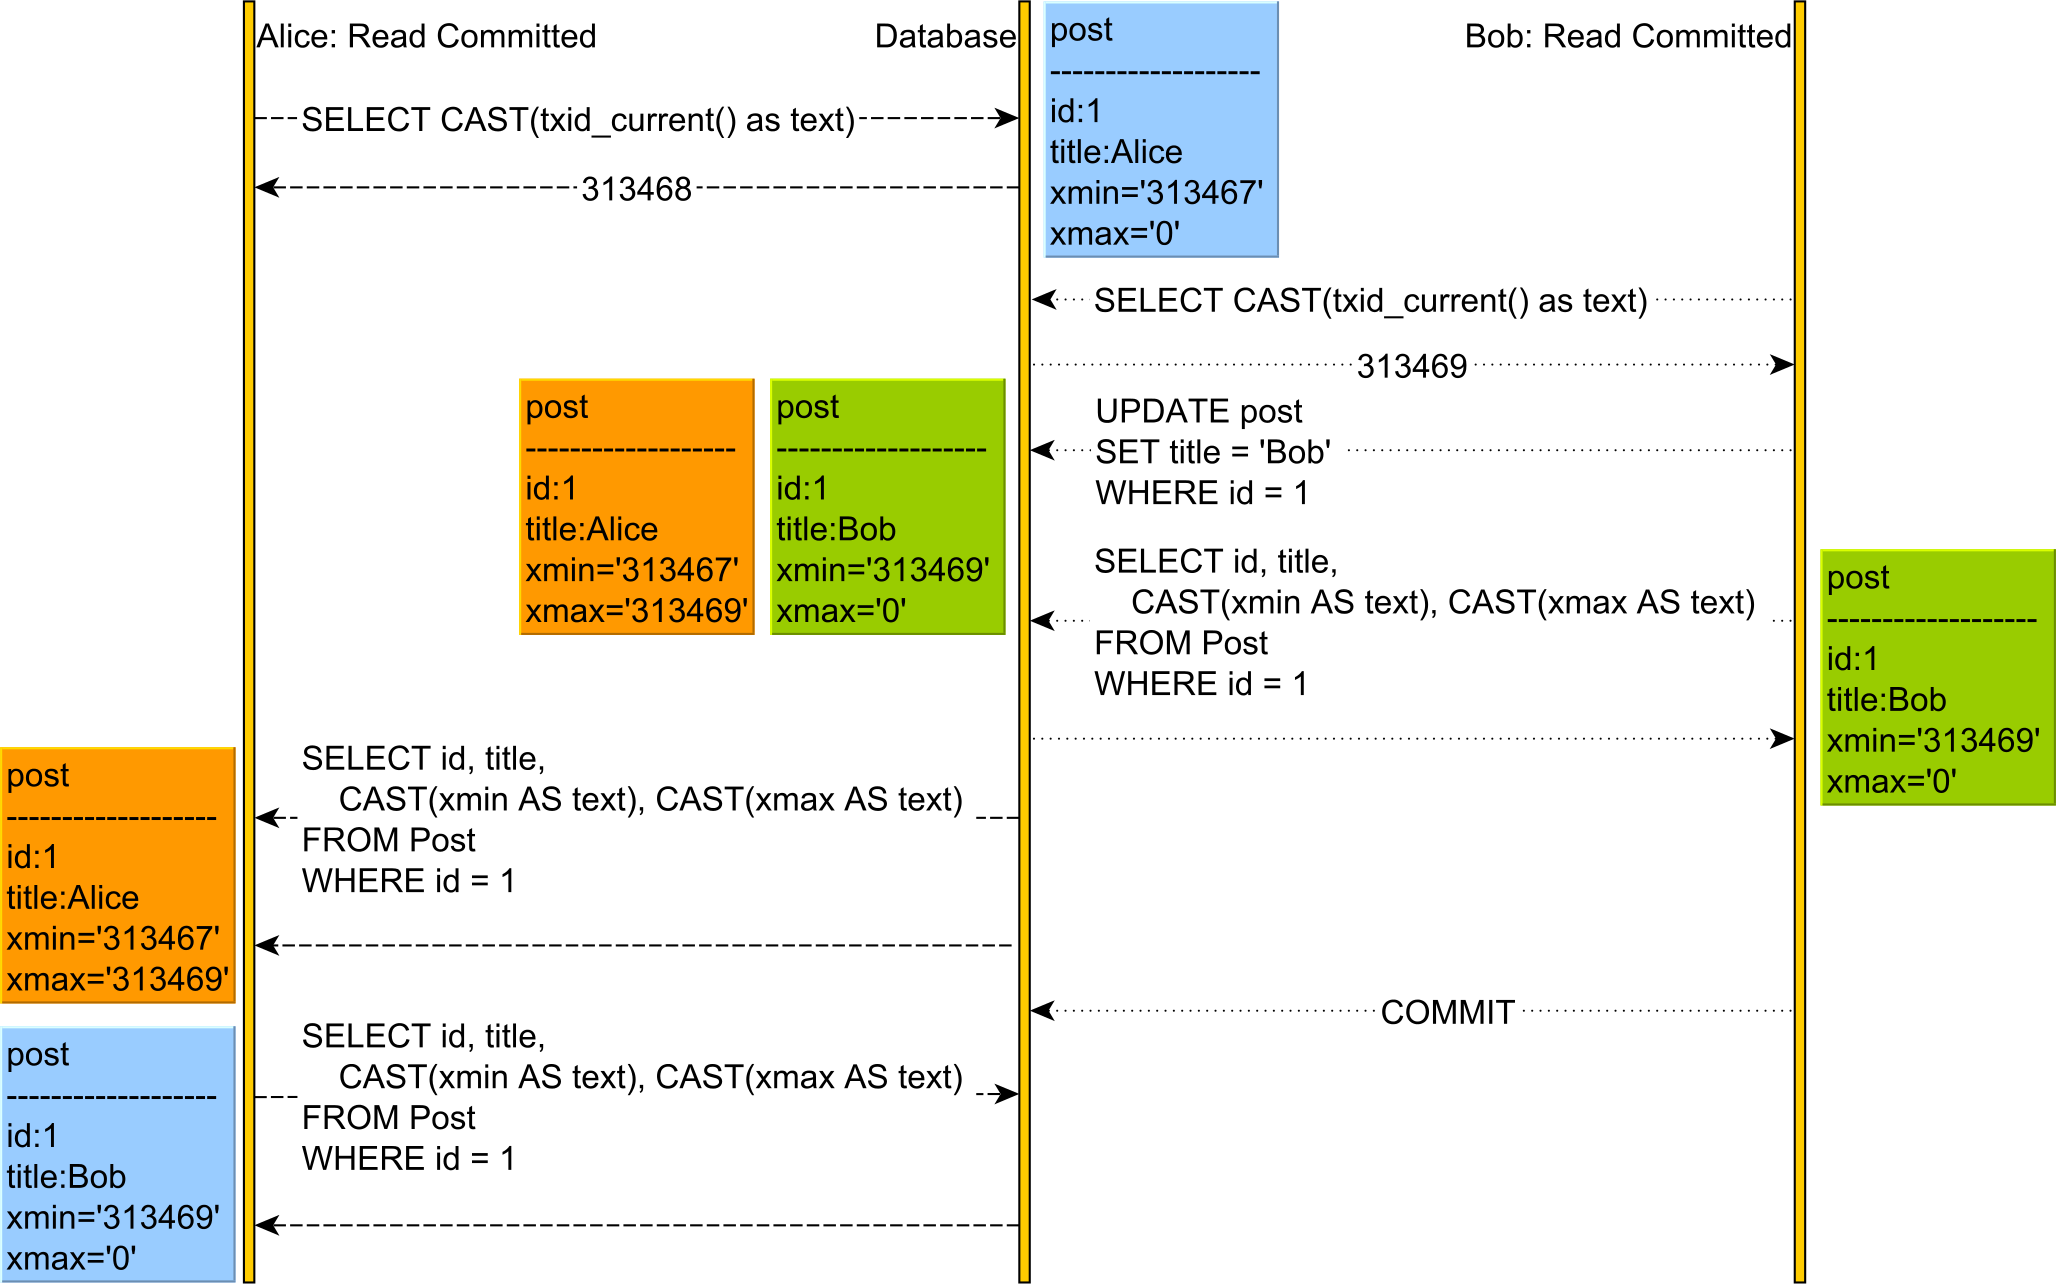 Alice: Read Committed
Database
Bob: Read Committed
post
-------------------
id:1
title:Alice
xmin='313467'
xmax='0'
SELECT CAST(txid_current() as text)
313468
SELECT CAST(txid_current() as text)
313469
post
-------------------
id:1
title:Alice
xmin='313467'
xmax='313469'
post
-------------------
id:1
title:Bob
xmin='313469'
xmax='0'
UPDATE post
SET title = 'Bob'
WHERE id = 1
SELECT id, title,
CAST(xmin AS text), CAST(xmax AS text)
FROM Post
WHERE id = 1
post
-------------------
id:1
title:Bob
xmin='313469'
xmax='0'
SELECT id, title,
CAST(xmin AS text), CAST(xmax AS text)
FROM Post
WHERE id = 1
post
-------------------
id:1
title:Alice
xmin='313467'
xmax='313469'
COMMIT
SELECT id, title,
CAST(xmin AS text), CAST(xmax AS text)
FROM Post
WHERE id = 1
post
-------------------
id:1
title:Bob
xmin='313469'
xmax='0'